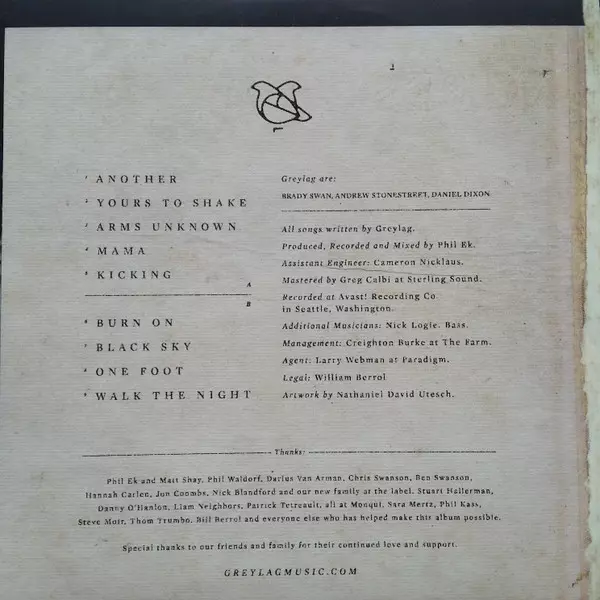 1 ANOTHER
2 YOURS TO SHAKE
3 ARMS UNKNOWN
4 MAMA
5 KICKING
A
B
6 BURN ON
7 BLACK SKY
8 ONE FOOT
9 WALK THE NIGHT
Greylag are:
BRADY SWAN, ANDREW STONESTREET, DANIEL DIXON
All songs written by Greylag.
Produced, Recorded and Mixed by Phil Ek.
Assistant Engineer: Cameron Nicklaus.
Mastered by Greg Calbi at Sterling Sound.
Recorded at Avast! Recording Co
in Seattle, Washington.
Additional Musicians: Nick Logie. Bass.
Management: Creighton Burke at The Farm.
Agent: Larry Webman at Paradigm.
Legal: William Berrol
Artwork by Nathaniel David Utesch.
Thanks:
Phil Ek and Matt Shay, Phil Waldorf, Darius Van Arman, Chris Swanson, Ben Swanson,
Hannah Carlen, Jon Coombs, Nick Blandford and our new family at the label. Stuart Hallerman,
Danny O'Hanlon, Liam Neighbors, Patrick Tetreault, all at Monqui, Sara Mertz, Phil Kass,
Steve Moir, Thom Trumbo, Bill Berrol and everyone else who has helped make this album possible.
Special thanks to our friends and family for their continued love and support.
GREYLAGMUSIC.COM